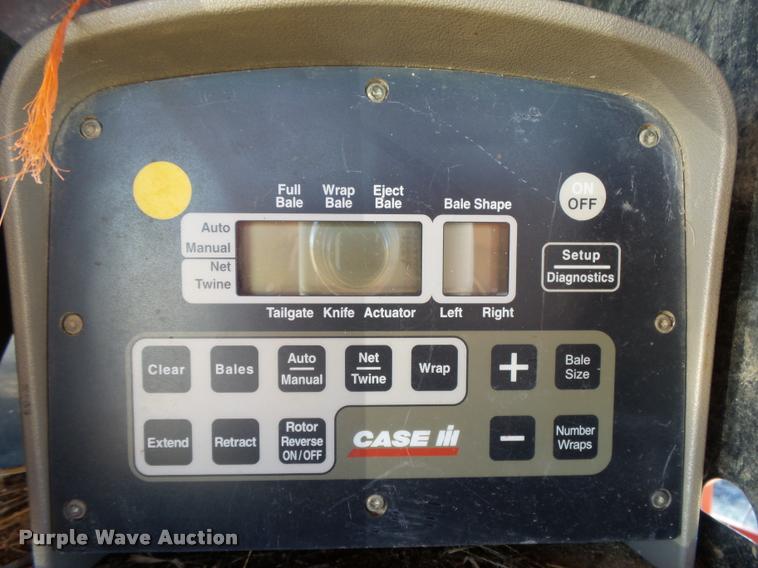 Full Bale
Wrap Bale
Eject Bale
Bale Shape
ON
OFF
Auto
Manual
Net
Twine
Setup
Diagnostics
Tailgate Knife Actuator
Left Right
Clear
Bales
Auto
Manual
Net
Twine
Wrap
+
Bale
Size
Extend
Retract
Rotor
Reverse
ON/OFF
CASE IH
−
Number
Wraps
Purple Wave Auction